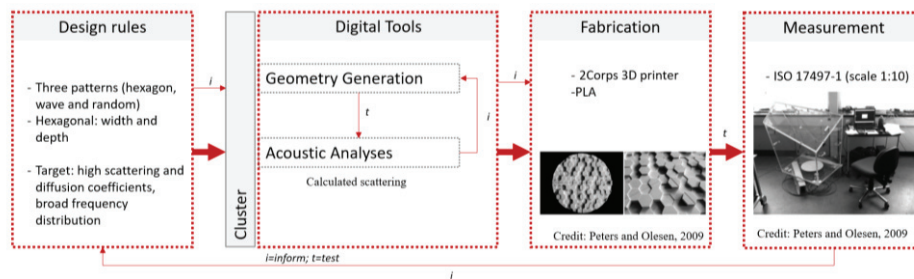 Design rules
- Three patterns (hexagon,
wave and random)
- Hexagonal: width and
depth
- Target: high scattering and
diffusion coefficients,
broad frequency
distribution
i
Cluster
Digital Tools
Geometry Generation
t
i
Acoustic Analyses
Calculated scattering
i
Fabrication
- 2Corps 3D printer
-PLA
Credit: Peters and Olesen, 2009
t
Measurement
- ISO 17497-1 (scale 1:10)
Credit: Peters and Olesen, 2009
i=inform; t=test
i